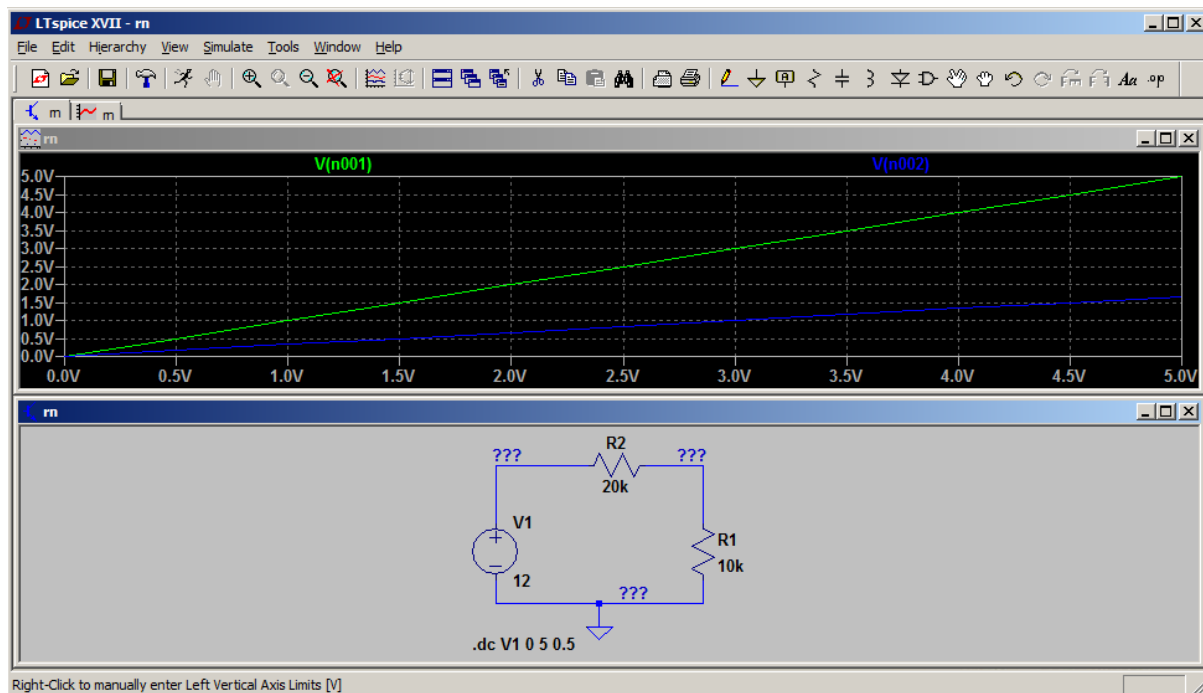 LTspice XVII - rn
File Edit Hierarchy View Simulate Tools Window Help
Aa .op
rn rn
rn
V(n001) V(n002)
5.0V
4.5V
4.0V
3.5V
3.0V
2.5V
2.0V
1.5V
1.0V
0.5V
0.0V
0.0V 0.5V 1.0V 1.5V 2.0V 2.5V 3.0V 3.5V 4.0V 4.5V 5.0V
rn
R2
??? ???
20k
V1
R1
10k
12
???
.dc V1 0 5 0.5
Right-Click to manually enter Left Vertical Axis Limits [V]